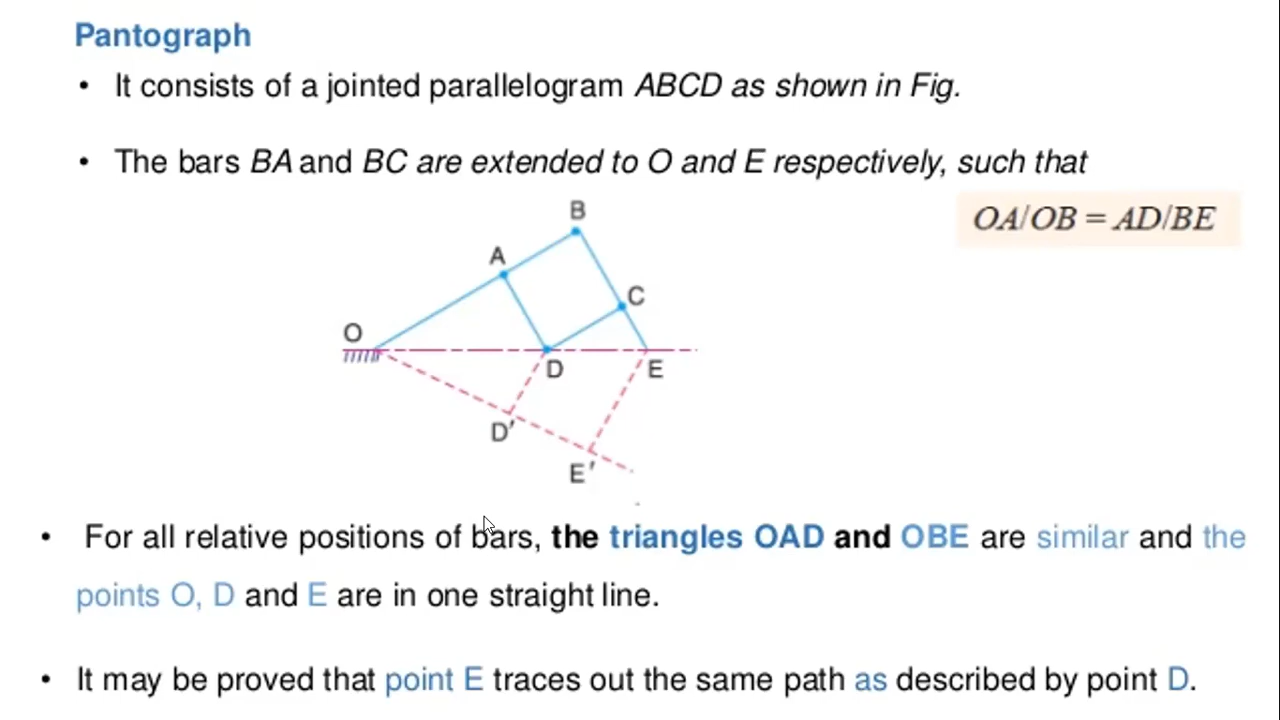 Pantograph
• It consists of a jointed parallelogram ABCD as shown in Fig.
• The bars BA and BC are extended to O and E respectively, such that
OA/OB = AD/BE
B
A
C
O
D
E
D′
E′
• For all relative positions of bars, the triangles OAD and OBE are similar and the
points O, D and E are in one straight line.
• It may be proved that point E traces out the same path as described by point D.